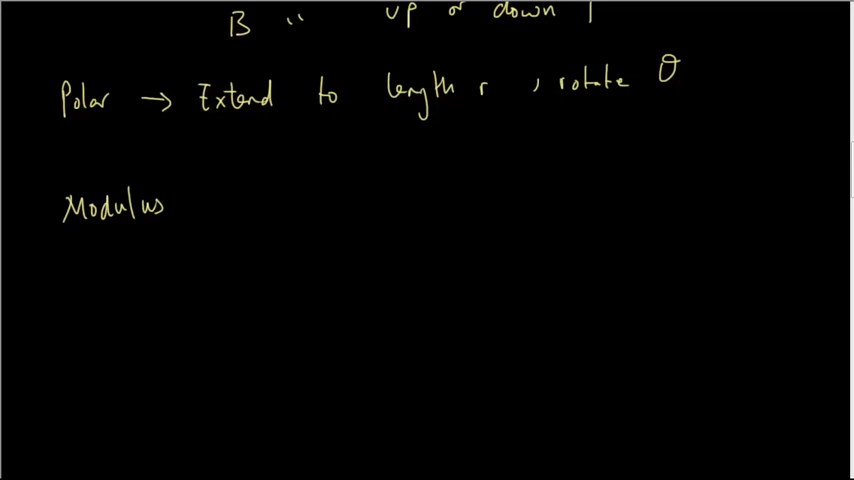 B " up or down
Polar → Extend to length r , rotate θ
Modulus